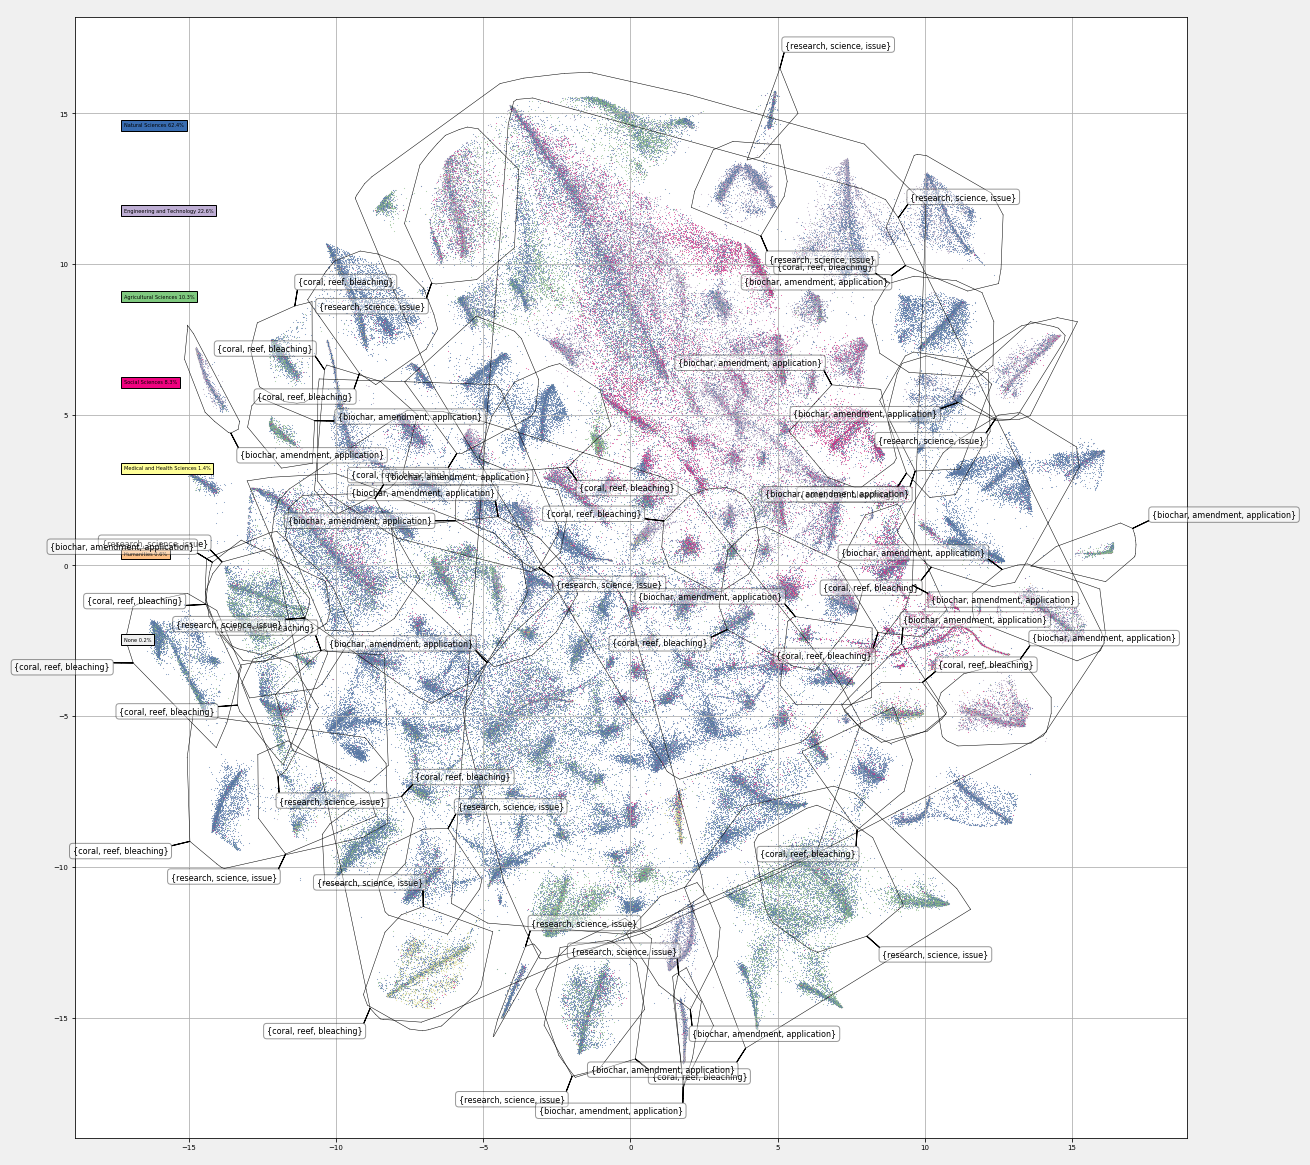 {research, science, issue}
15
Natural Sciences 62.4%
{research, science, issue}
Engineering and Technology 22.6%
{research, science, issue}
{coral, reef, bleaching}
10
{coral, reef, bleaching}
{biochar, amendment, application}
Agricultural Sciences 10.3%
{research, science, issue}
{coral, reef, bleaching}
{biochar, amendment, application}
{coral, reef, bleaching}
{biochar, amendment, application}
{biochar, amendment, application}
5
{research, science, issue}
{biochar, amendment, application}
Medical and Health Sciences 1.4%
{biochar, amendment, application}
{coral, reef, bleaching}
{biochar, amendment, application}
{biochar, amendment, application}
{coral, reef, bleaching}
{biochar, amendment, application}
{biochar, amendment, application}
{research, science, issue}
{biochar, amendment, application}
{biochar, amendment, application}
0
{research, science, issue}
{coral, reef, bleaching}
{coral, reef, bleaching}
{biochar, amendment, application}
{biochar, amendment, application}
{research, science, issue}
{biochar, amendment, application}
None 0.2%
{biochar, amendment, application}
{coral, reef, bleaching}
{biochar, amendment, application}
{coral, reef, bleaching}
{coral, reef, bleaching}
{coral, reef, bleaching}
{coral, reef, bleaching}
−5
{coral, reef, bleaching}
{research, science, issue}
{research, science, issue}
{coral, reef, bleaching}
{coral, reef, bleaching}
−10
{research, science, issue}
{research, science, issue}
{research, science, issue}
{research, science, issue}
{research, science, issue}
−15
{coral, reef, bleaching}
{biochar, amendment, application}
{biochar, amendment, application}
{coral, reef, bleaching}
{research, science, issue}
{biochar, amendment, application}
−15 −10 −5 0 5 10 15